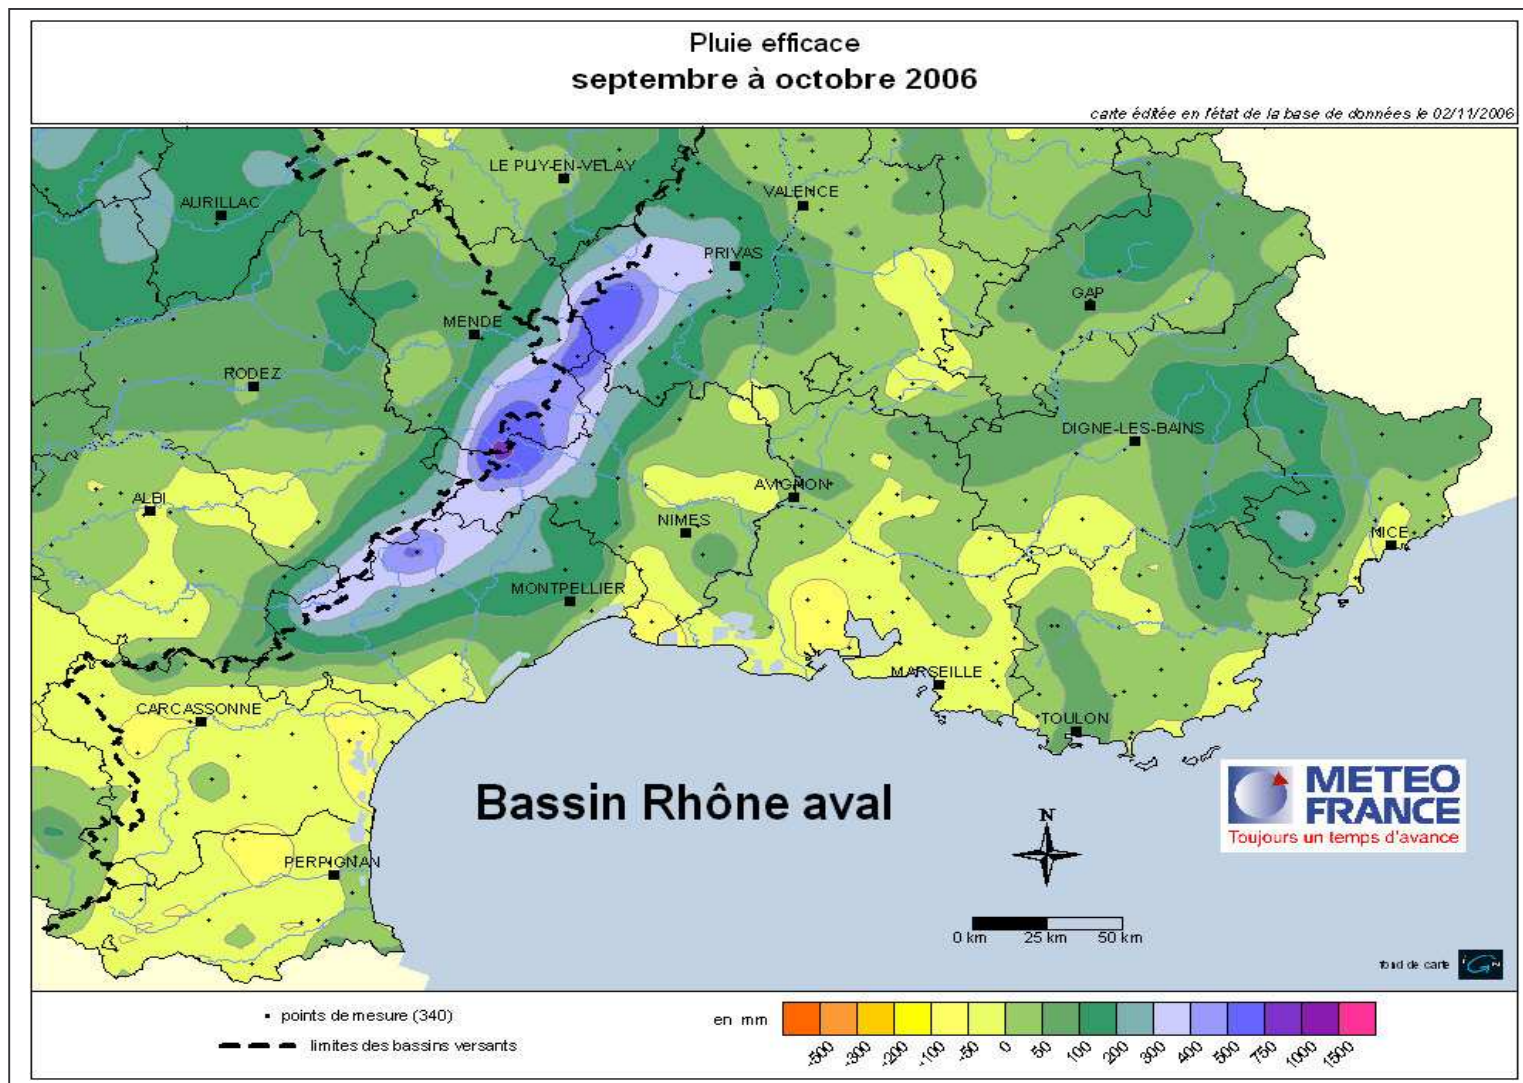 Pluie efficace
septembre à octobre 2006
carte éditée en l'état de la base de données le 02/11/2006
LE PUY-EN-VELAY
AURILLAC
VALENCE
PRIVAS
GAP
MENDE
RODEZ
DIGNE-LES-BAINS
ALBI
AVIGNON
NIMES
NICE
MONTPELLIER
MARSEILLE
CARCASSONNE
TOULON
Bassin Rhône aval
METEO
FRANCE
Toujours un temps d'avance
N
PERPIGNAN
0 km 25 km 50 km
fond de carte IGN
points de mesure (340)
limites des bassins versants
en mm
-500 -300 -200 -100 -50 0 50 100 200 300 400 500 750 1000 1500